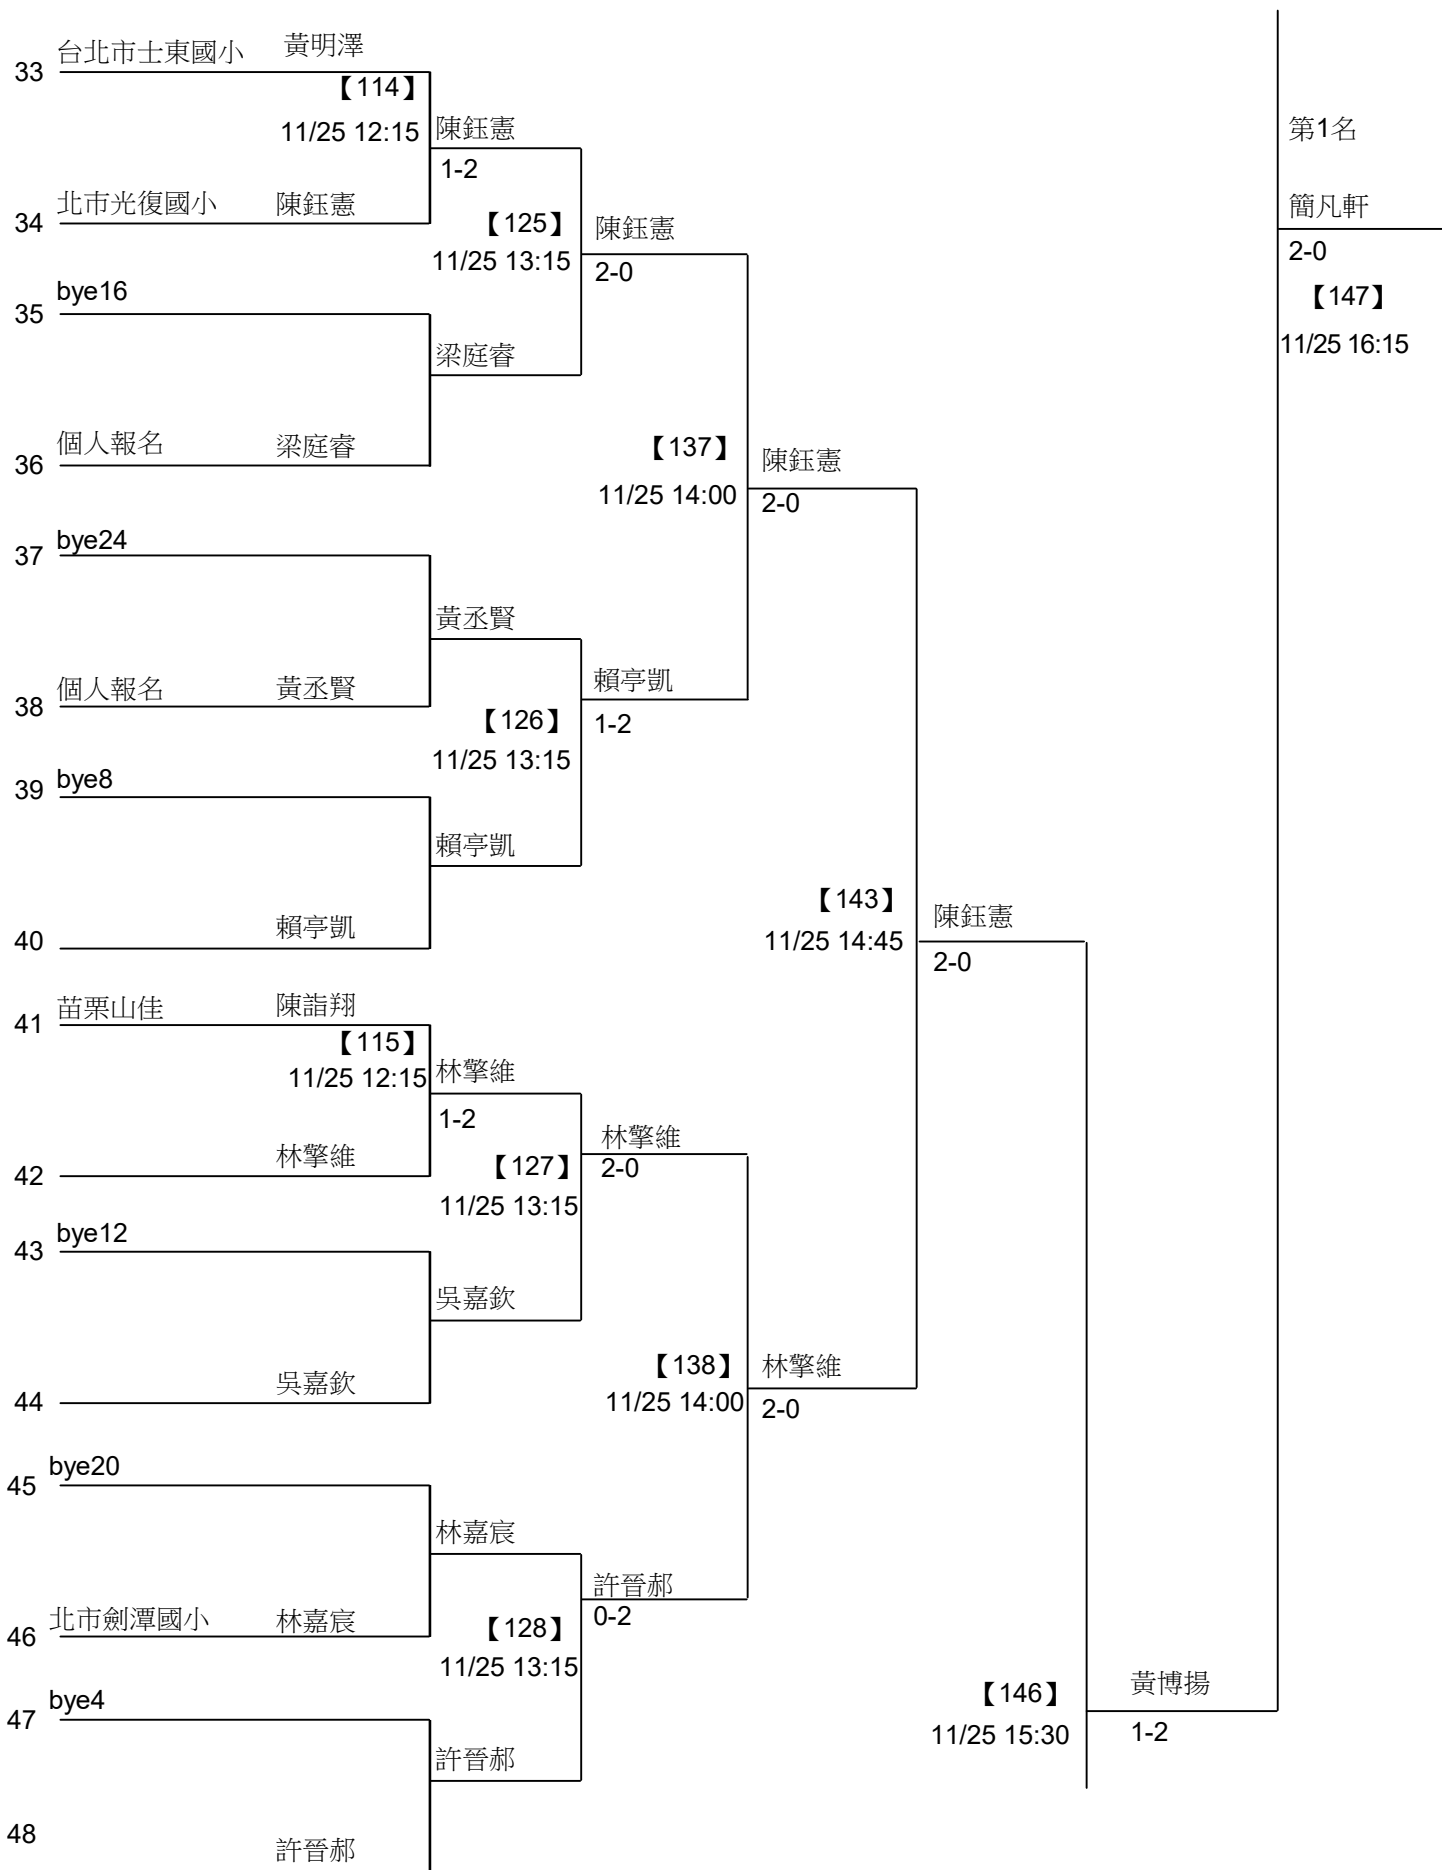 33 台北市士東國小 黃明澤
【114】
11/25 12:15
陳鈺憲
1-2
34 北市光復國小 陳鈺憲
【125】
11/25 13:15
陳鈺憲
2-0
35 bye16
梁庭睿
36 個人報名 梁庭睿
【137】
11/25 14:00
陳鈺憲
2-0
37 bye24
黃丞賢
38 個人報名 黃丞賢
【126】
11/25 13:15
賴亭凱
1-2
39 bye8
賴亭凱
40 賴亭凱
【143】
11/25 14:45
陳鈺憲
2-0
41 苗栗山佳 陳詣翔
【115】
11/25 12:15
林擎維
1-2
42 林擎維
【127】
11/25 13:15
林擎維
2-0
43 bye12
吳嘉欽
44 吳嘉欽
【138】
11/25 14:00
林擎維
2-0
45 bye20
林嘉宸
46 北市劍潭國小 林嘉宸
【128】
11/25 13:15
許晉郝
0-2
47 bye4
許晉郝
48 許晉郝
【146】
11/25 15:30
黃博揚
1-2
第1名
簡凡軒
2-0
【147】
11/25 16:15